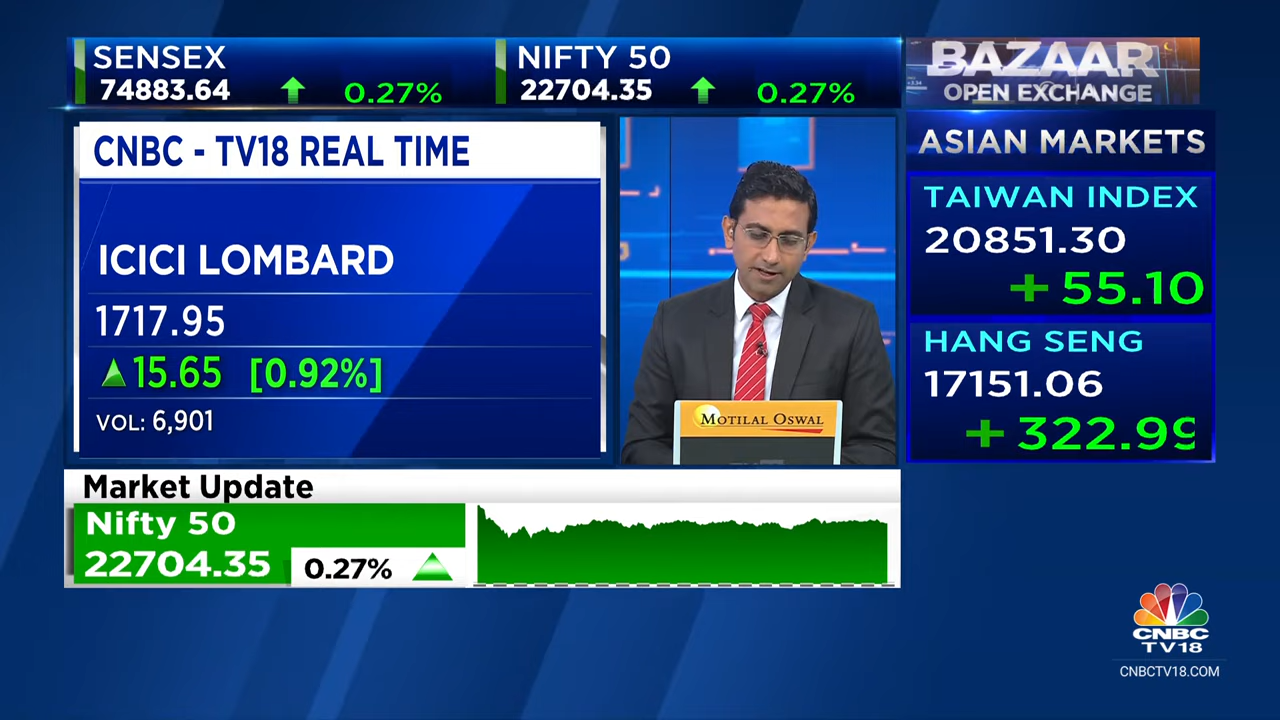 SENSEX
74883.64 0.27%
NIFTY 50
22704.35 0.27%
BAZAAR
OPEN EXCHANGE
CNBC - TV18 REAL TIME
ICICI LOMBARD
1717.95
15.65 [0.92%]
VOL: 6,901
MOTILAL OSWAL
ASIAN MARKETS
TAIWAN INDEX
20851.30
+ 55.10
HANG SENG
17151.06
+ 322.99
Market Update
Nifty 50
22704.35 0.27%
CNBC
TV18
CNBCTV18.COM